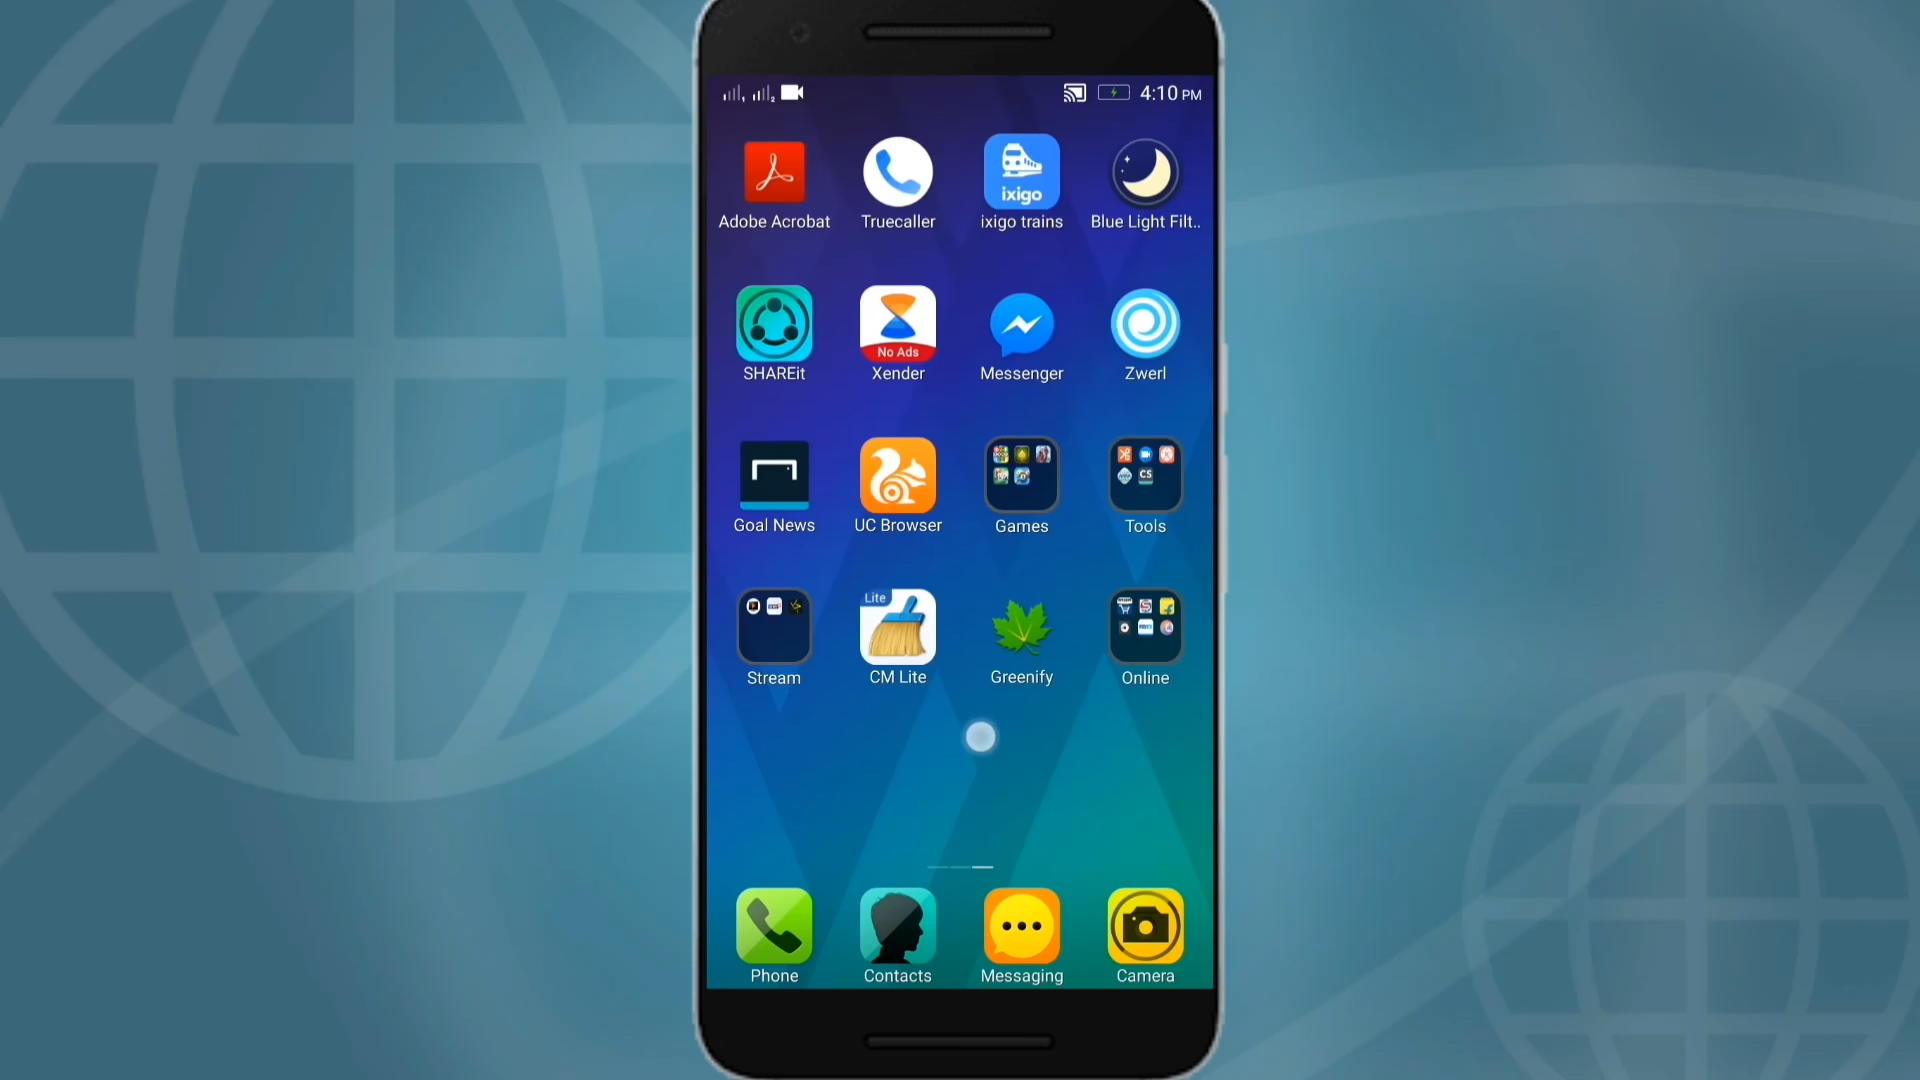 4:10 PM
ixigo
Adobe Acrobat
Truecaller
ixigo trains
Blue Light Filt..
No Ads
SHAREit
Xender
Messenger
Zwerl
CS
Goal News
UC Browser
Games
Tools
Lite
Stream
CM Lite
Greenify
Online
Phone
Contacts
Messaging
Camera